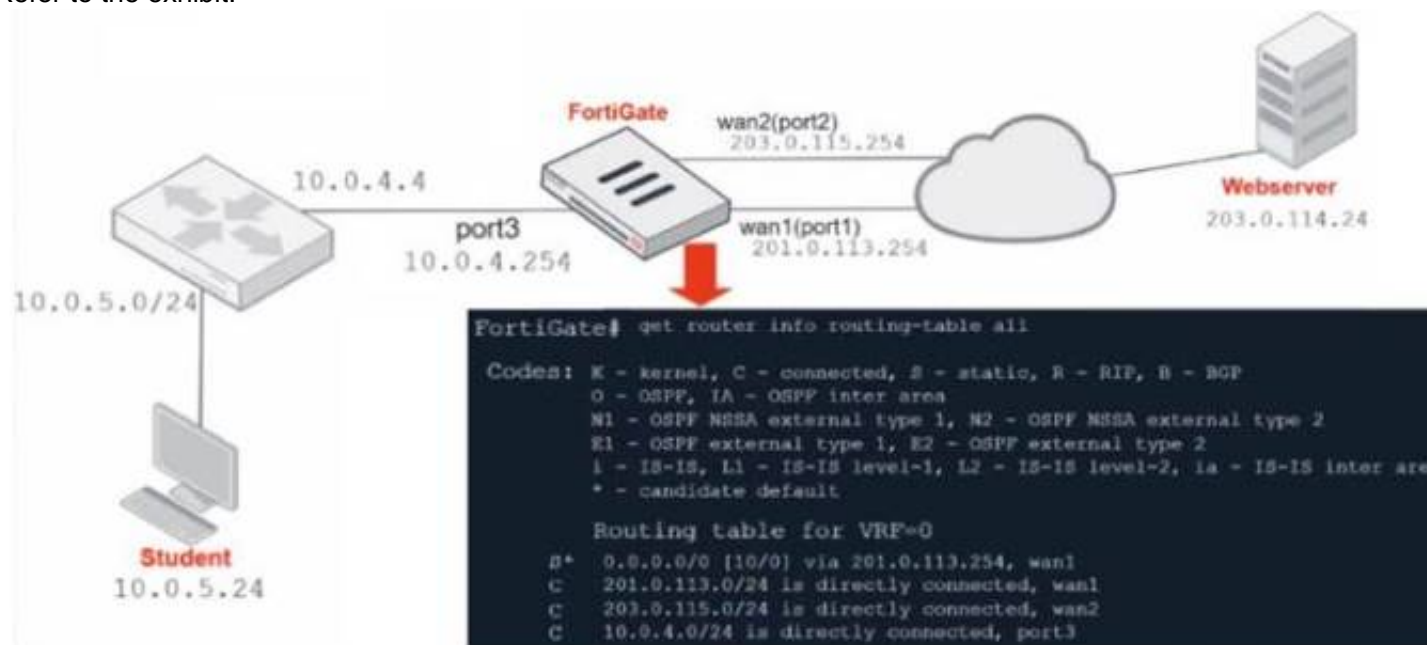 Refer to the exhibit.
FortiGate
wan2(port2)
203.0.115.254
10.0.4.4
Webserver
203.0.114.24
port3
10.0.4.254
wan1(port1)
201.0.113.254
10.0.5.0/24
FortiGate# get router info routing-table all
Codes: K - kernel, C - connected, S - static, R - RIP, B - BGP
O - OSPF, IA - OSPF inter area
N1 - OSPF NSSA external type 1, N2 - OSPF NSSA external type 2
E1 - OSPF external type 1, E2 - OSPF external type 2
i - IS-IS, L1 - IS-IS level-1, L2 - IS-IS level-2, ia - IS-IS inter are
* - candidate default
Routing table for VRF=0
S* 0.0.0.0/0 [10/0] via 201.0.113.254, wan1
C 201.0.113.0/24 is directly connected, wan1
C 203.0.115.0/24 is directly connected, wan2
C 10.0.4.0/24 is directly connected, port3
Student
10.0.5.24